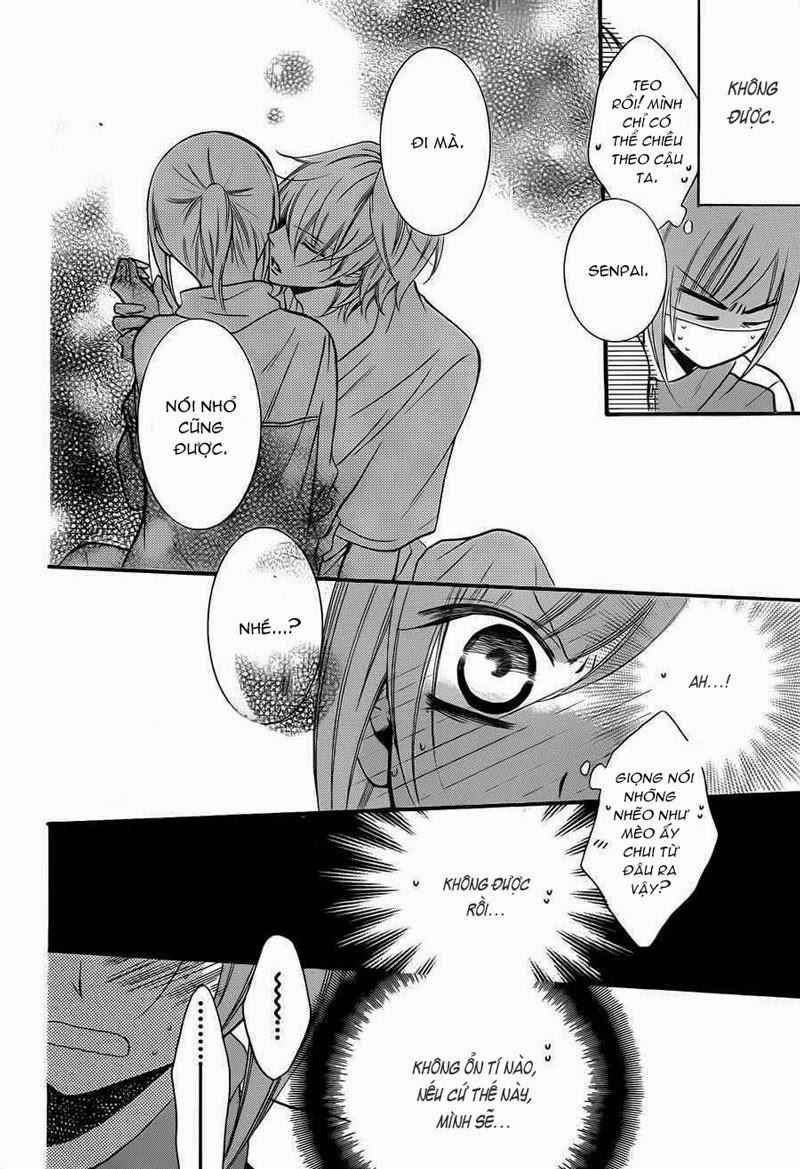 KHÔNG
ĐƯỢC.
TEO
RỒI! MÌNH
CHỈ CÓ
THỂ CHIỀU
THEO CẬU
TA.
SENPAI.
ĐI MÀ.
NÓI NHỎ
CŨNG
ĐƯỢC.
NHÉ...?
AH...!
GIỌNG NÓI
NHÕNG
NHẼO NHƯ
MÈO ẤY
CHUI TỪ
ĐÂU RA
VẬY?
KHÔNG ĐƯỢC
RỒI...
KHÔNG ỔN TÍ NÀO,
NẾU CỨ THẾ NÀY,
MÌNH SẼ...